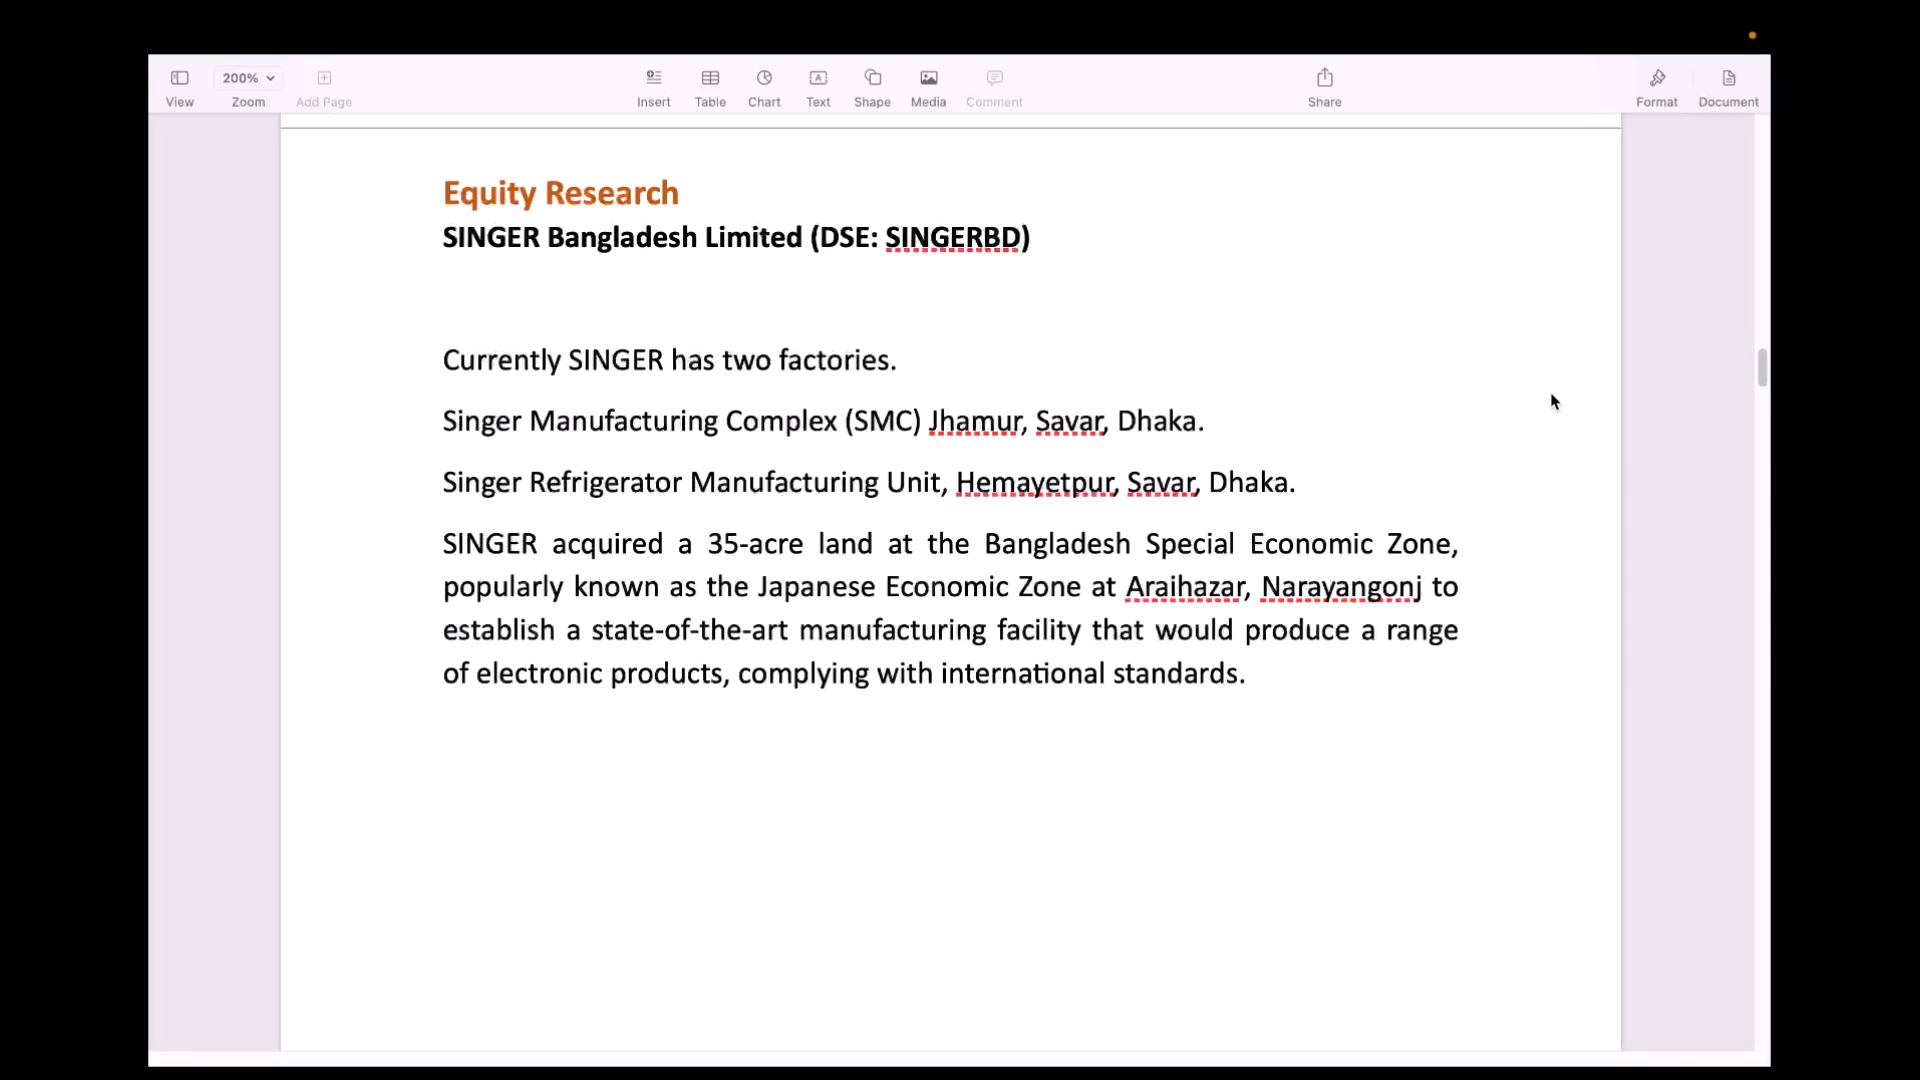 200%
View
Zoom
Add Page
Insert
Table
Chart
Text
Shape
Media
Comment
Share
Format
Document
Equity Research
SINGER Bangladesh Limited (DSE: SINGERBD)
Currently SINGER has two factories.
Singer Manufacturing Complex (SMC) Jhamur, Savar, Dhaka.
Singer Refrigerator Manufacturing Unit, Hemayetpur, Savar, Dhaka.
SINGER acquired a 35-acre land at the Bangladesh Special Economic Zone,
popularly known as the Japanese Economic Zone at Araihazar, Narayangonj to
establish a state-of-the-art manufacturing facility that would produce a range
of electronic products, complying with international standards.